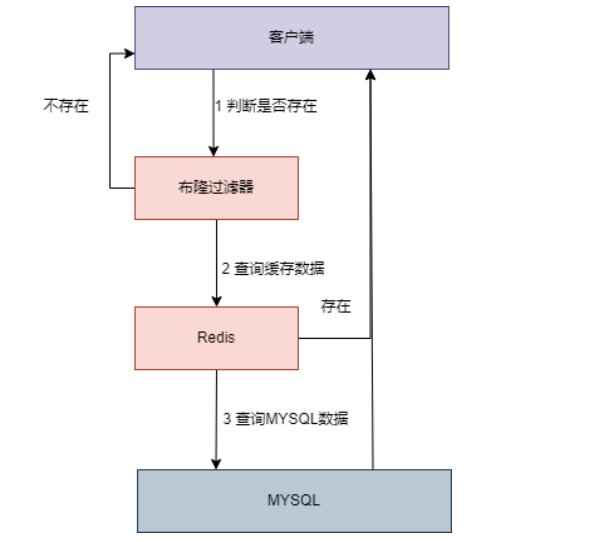 客户端
不存在
1 判断是否存在
布隆过滤器
2 查询缓存数据
存在
Redis
3 查询MYSQL数据
MYSQL